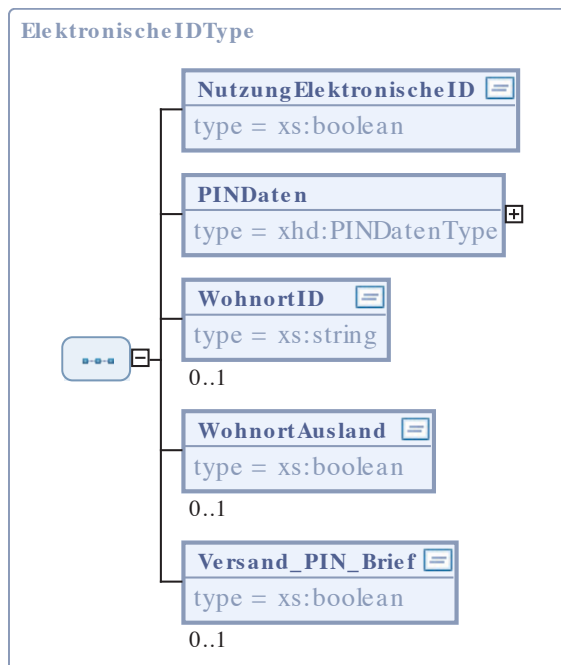 ElektronischeIDType
NutzungElektronischeID
type = xs:boolean
PINDaten
type = xhd:PINDatenType
WohnortID
type = xs:string
0..1
WohnortAusland
type = xs:boolean
0..1
Versand_PIN_Brief
type = xs:boolean
0..1